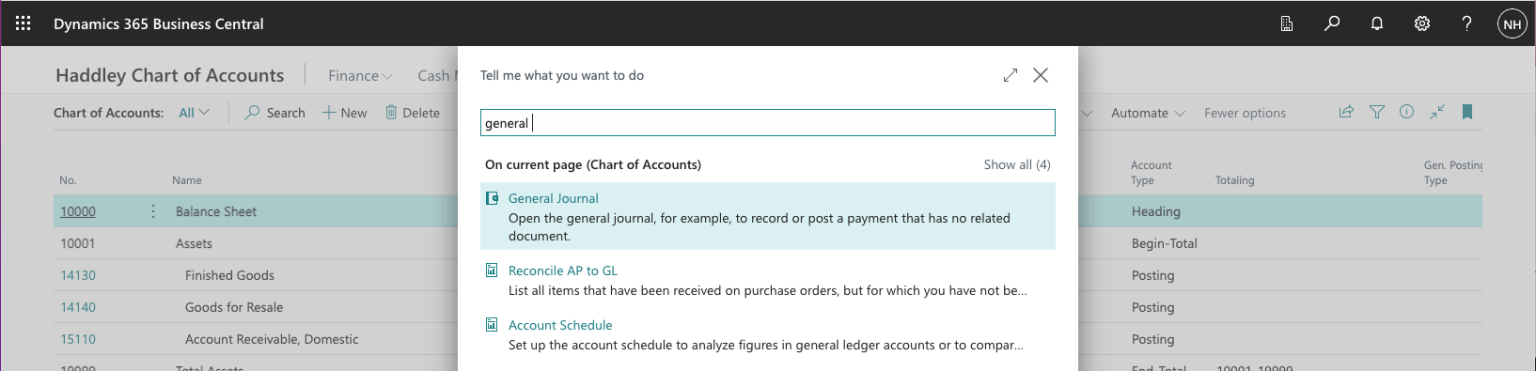 Dynamics 365 Business Central
NH
Haddley Chart of Accounts
Finance
Cash
Tell me what you want to do
Chart of Accounts:
All
Search
New
Delete
general
Automate
Fewer options
On current page (Chart of Accounts)
Show all (4)
No.
Name
Account
Type
Totaling
Gen. Posting
Type
General Journal
Open the general journal, for example, to record or post a payment that has no related
document.
10000
Balance Sheet
Heading
10001
Assets
Begin-Total
Reconcile AP to GL
List all items that have been received on purchase orders, but for which you have not be...
14130
Finished Goods
Posting
14140
Goods for Resale
Posting
Account Schedule
Set up the account schedule to analyze figures in general ledger accounts or to compar...
15110
Account Receivable, Domestic
Posting
19999
Total Assets
End-Total
10001..19999